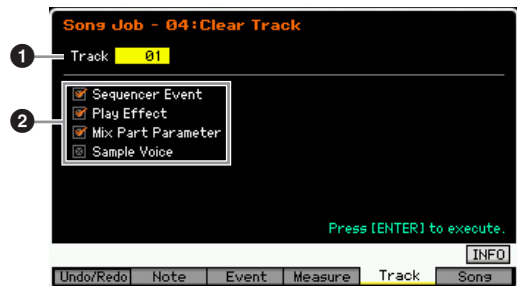 Song Job - 04:Clear Track
1 Track 01
Sequencer Event
Play Effect
2 Mix Part Parameter
Sample Voice
Press [ENTER] to execute.
INFO
Undo/Redo Note Event Measure Track Song